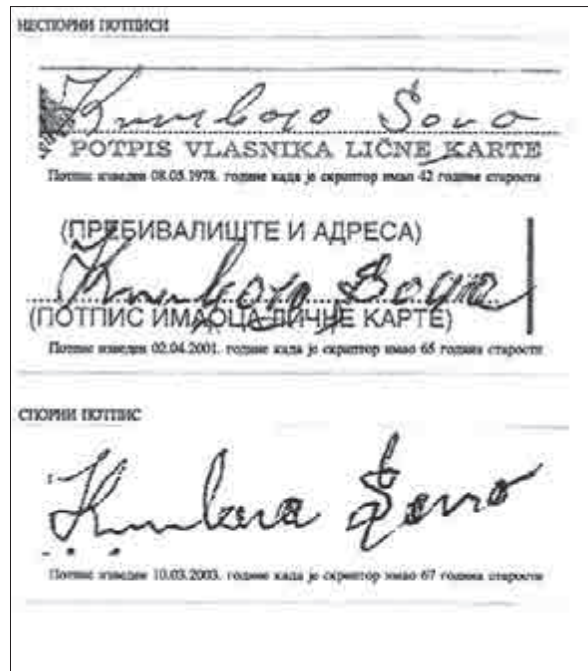 НЕСПОРНИ ПОТПИСИ
POTPIS VLASNIKA LIČNE KARTE
Потпис изведен 08.05.1978. године када је скриптор имао 42 године старости
(ПРЕБИВАЛИШТЕ И АДРЕСА)
(ПОТПИС ИМАОЦА ЛИЧНЕ КАРТЕ)
Потпис изведен 02.04.2001. године када је скриптор имао 65 година старости
СПОРНИ ПОТПИС
Потпис изведен 10.03.2003. године када је скриптор имао 67 година старости